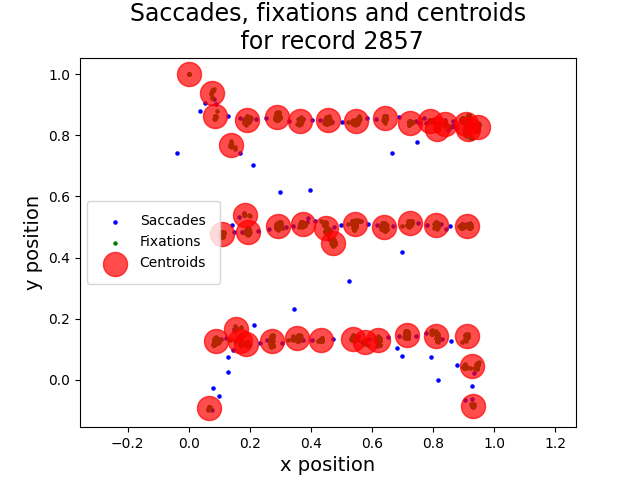 Saccades, fixations and centroids
for record 2857
1.0
0.8
0.6
0.4
0.2
0.0
y position
Saccades
Fixations
Centroids
−0.2
0.0
0.2
0.4
0.6
0.8
1.0
1.2
x position